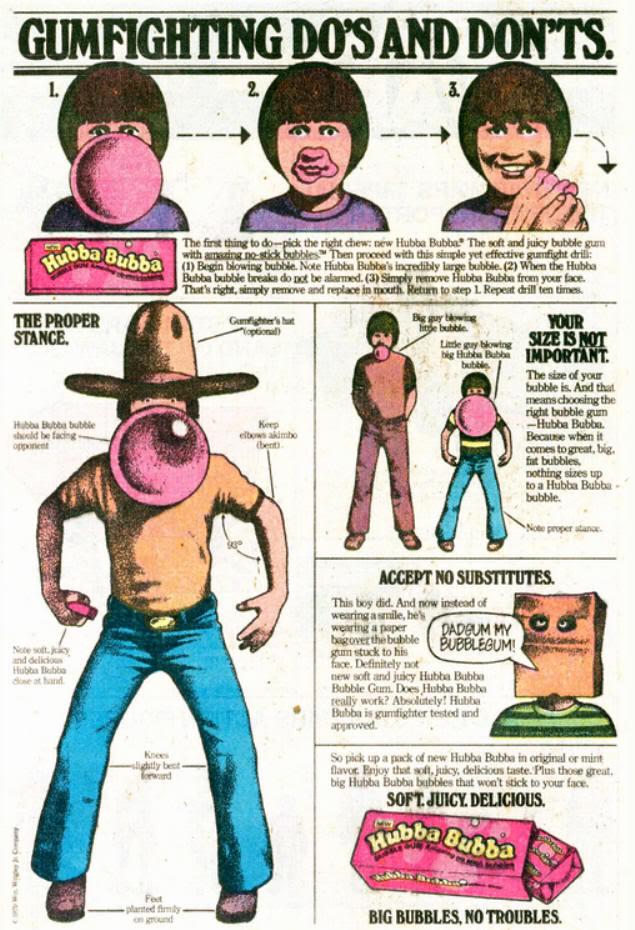 GUMFIGHTING DO'S AND DON'TS.
1.
2.
3.
NEW
Hubba Bubba
The first thing to do—pick the right chew: new Hubba Bubba.® The soft and juicy bubble gum
with amazing no-stick bubbles.™ Then proceed with this simple yet effective gumfight drill:
(1) Begin blowing bubble. Note Hubba Bubba's incredibly large bubble. (2) When the Hubba
Bubba bubble breaks do not be alarmed. (3) Simply remove Hubba Bubba from your face.
That's right, simply remove and replace in mouth. Return to step 1. Repeat drill ten times.
THE PROPER
STANCE.
Gumfighter's hat
(optional)
Hubba Bubba bubble
should be facing
opponent
Keep
elbows akimbo
(bent).
93°
Note soft, juicy
and delicious
Hubba Bubba
close at hand.
Knees
slightly bent
forward
Feet
planted firmly
on ground
Wm. Wrigley Jr. Company
Big guy blowing
little bubble.
Little guy blowing
big Hubba Bubba
bubble.
YOUR
SIZE IS NOT
IMPORTANT.
The size of your
bubble is. And that
means choosing the
right bubble gum
—Hubba Bubba.
Because when it
comes to great, big,
fat bubbles,
nothing sizes up
to a Hubba Bubba
bubble.
Note proper stance.
ACCEPT NO SUBSTITUTES.
This boy did. And now instead of
wearing a smile, he's
wearing a paper
bag over the bubble
gum stuck to his
face. Definitely not
new soft and juicy Hubba Bubba
Bubble Gum. Does Hubba Bubba
really work? Absolutely! Hubba
Bubba is gumfighter tested and
approved.
DADGUM MY
BUBBLEGUM!
So pick up a pack of new Hubba Bubba in original or mint
flavor. Enjoy that soft, juicy, delicious taste. Plus those great,
big Hubba Bubba bubbles that won't stick to your face.
SOFT. JUICY. DELICIOUS.
NEW
Hubba Bubba
BUBBLE GUM
Hubba Bubba
BIG BUBBLES, NO TROUBLES.